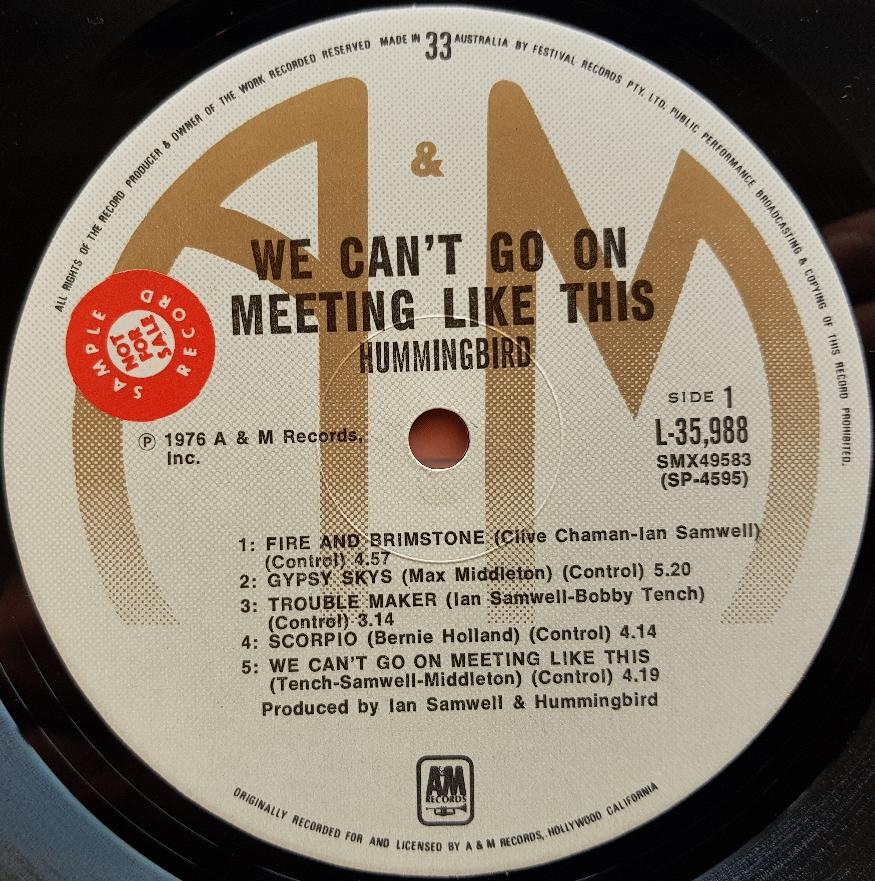 ALL RIGHTS OF THE RECORD PRODUCER & OWNER OF THE WORK RECORDED RESERVED MADE IN 33 AUSTRALIA BY FESTIVAL RECORDS PTY. LTD. PUBLIC PERFORMANCE BROADCASTING & COPYING OF THIS RECORD PROHIBITED.
A & M
WE CAN'T GO ON
MEETING LIKE THIS
HUMMINGBIRD
SAMPLE RECORD
NOT
FOR
SALE
SIDE 1
L-35,988
SMX49583
(SP-4595)
℗ 1976 A & M Records,
Inc.
1: FIRE AND BRIMSTONE (Clive Chaman-Ian Samwell)
(Control) 4.57
2: GYPSY SKYS (Max Middleton) (Control) 5.20
3: TROUBLE MAKER (Ian Samwell-Bobby Tench)
(Control) 3.14
4: SCORPIO (Bernie Holland) (Control) 4.14
5: WE CAN'T GO ON MEETING LIKE THIS
(Tench-Samwell-Middleton) (Control) 4.19
Produced by Ian Samwell & Hummingbird
A&M
RECORDS
ORIGINALLY RECORDED FOR AND LICENSED BY A & M RECORDS, HOLLYWOOD CALIFORNIA